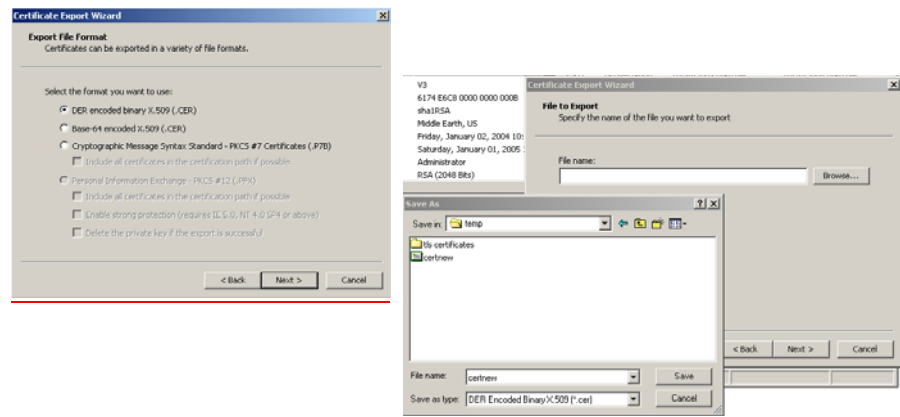 Certificate Export Wizard
Export File Format
Certificates can be exported in a variety of file formats.
Select the format you want to use:
DER encoded binary X.509 (.CER)
Base-64 encoded X.509 (.CER)
Cryptographic Message Syntax Standard - PKCS #7 Certificates (.P7B)
Include all certificates in the certification path if possible
Personal Information Exchange - PKCS #12 (.PFX)
Include all certificates in the certification path if possible
Enable strong protection (requires IE 5.0, NT 4.0 SP4 or above)
Delete the private key if the export is successful
< Back Next > Cancel
V3
6174 E6C8 0000 0000 000B
sha1RSA
Middle Earth, US
Friday, January 02, 2004 10:
Saturday, January 01, 2005
Administrator
RSA (2048 Bits)
Certificate Export Wizard
File to Export
Specify the name of the file you want to export
File name:
Browse...
< Back Next > Cancel
Save As
Save in: temp
tls certificates
certnew
File name: certnew Save
Save as type: DER Encoded Binary X.509 (*.cer) Cancel